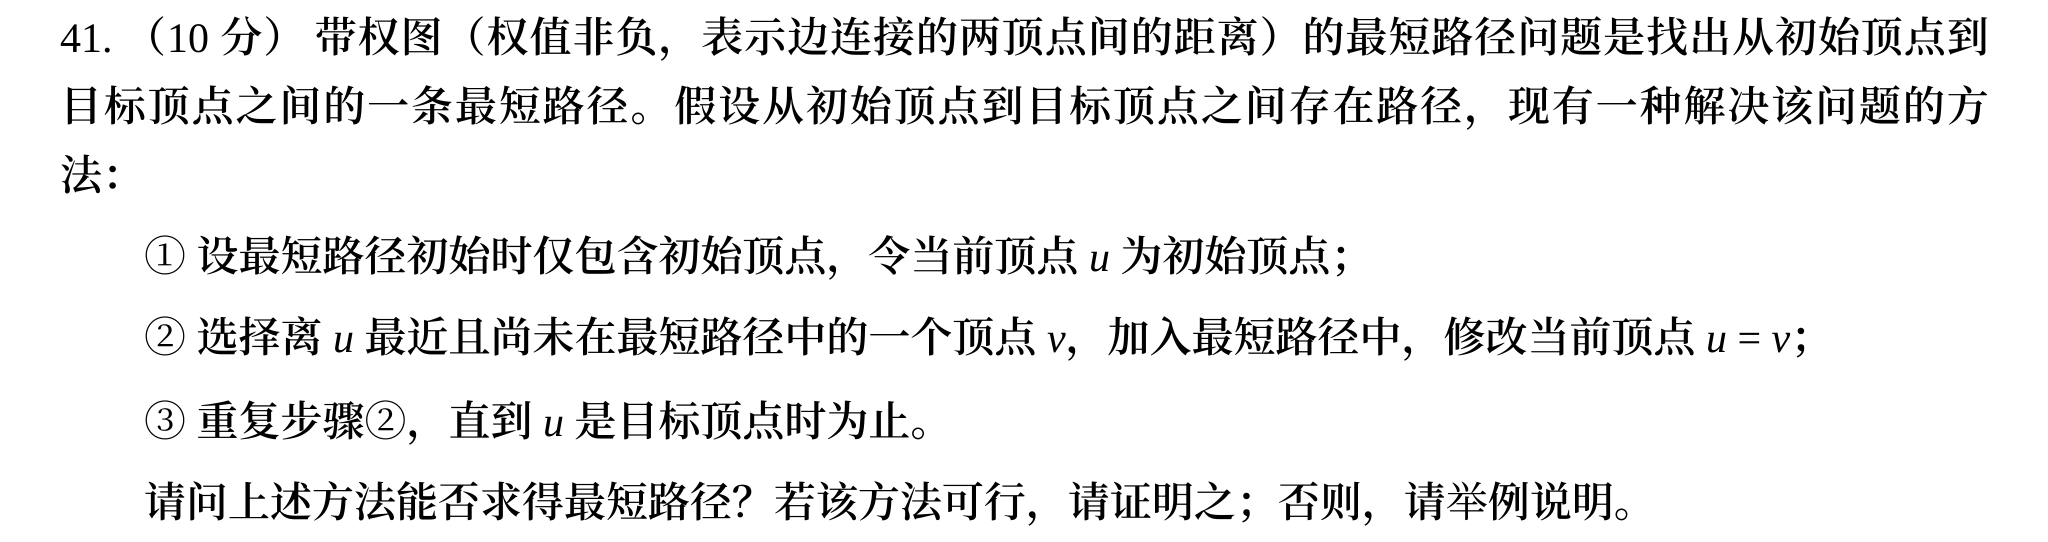 41. （10 分） 带权图（权值非负，表示边连接的两顶点间的距离）的最短路径问题是找出从初始顶点到
目标顶点之间的一条最短路径。假设从初始顶点到目标顶点之间存在路径，现有一种解决该问题的方
法：
① 设最短路径初始时仅包含初始顶点，令当前顶点 u 为初始顶点；
② 选择离 u 最近且尚未在最短路径中的一个顶点 v，加入最短路径中，修改当前顶点 u = v；
③ 重复步骤②，直到 u 是目标顶点时为止。
请问上述方法能否求得最短路径？若该方法可行，请证明之；否则，请举例说明。